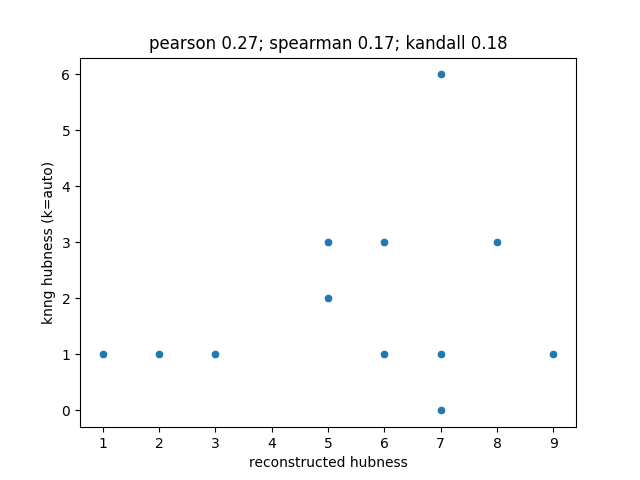 pearson 0.27; spearman 0.17; kandall 0.18
6
5
4
3
2
1
0
knng hubness (k=auto)
1 2 3 4 5 6 7 8 9
reconstructed hubness